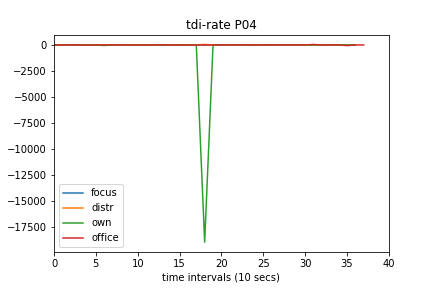 tdi-rate P04
0
−2500
−5000
−7500
−10000
−12500
−15000
−17500
focus
distr
own
office
0 5 10 15 20 25 30 35 40
time intervals (10 secs)